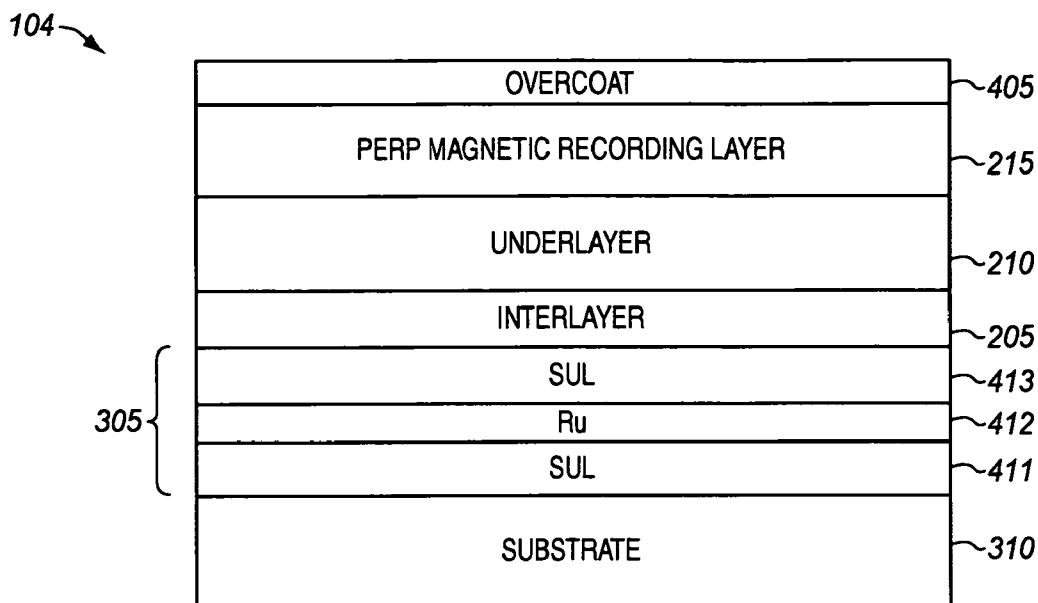 104
OVERCOAT 405
PERP MAGNETIC RECORDING LAYER 215
UNDERLAYER 210
INTERLAYER 205
SUL 413
305 Ru 412
SUL 411
SUBSTRATE 310